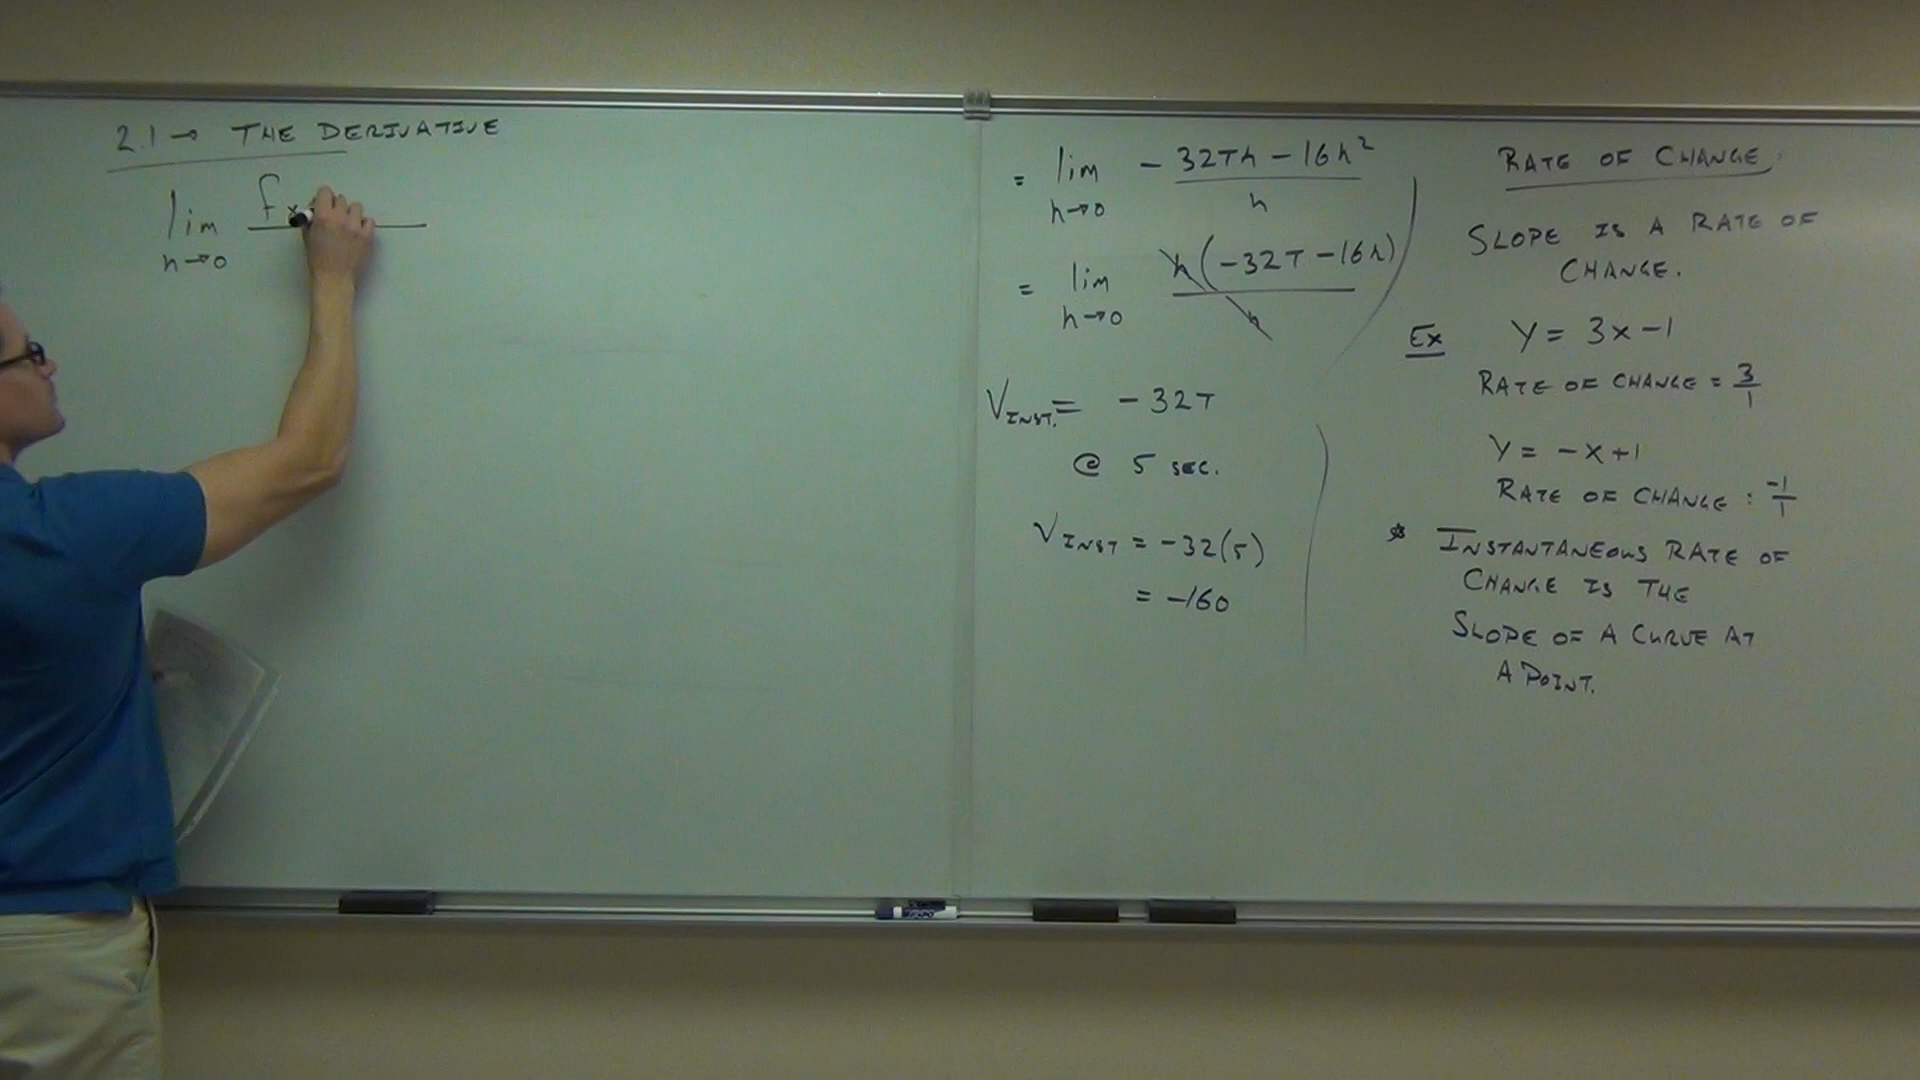 2.1 → THE DERIVATIVE
lim f x
h→0
= lim -32Th - 16h² / h
h→0
= lim h(-32T - 16h) / h
h→0
V INST. = -32T
@ 5 SEC.
V INST = -32(5)
= -160
RATE OF CHANGE:
SLOPE IS A RATE OF
CHANGE.
Ex Y = 3x - 1
RATE OF CHANGE = 3/1
Y = -x + 1
RATE OF CHANGE : -1/1
* INSTANTANEOUS RATE OF
CHANGE IS THE
SLOPE OF A CURVE AT
A POINT.